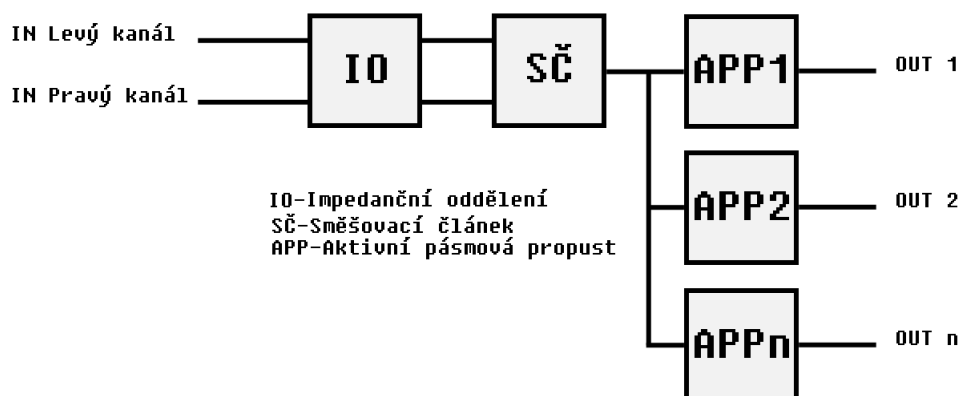 IN Levý kanál
IN Pravý kanál
IO
SČ
APP1
OUT 1
APP2
OUT 2
APPn
OUT n
IO-Impedanční oddělení
SČ-Směšovací článek
APP-Aktivní pásmová propust